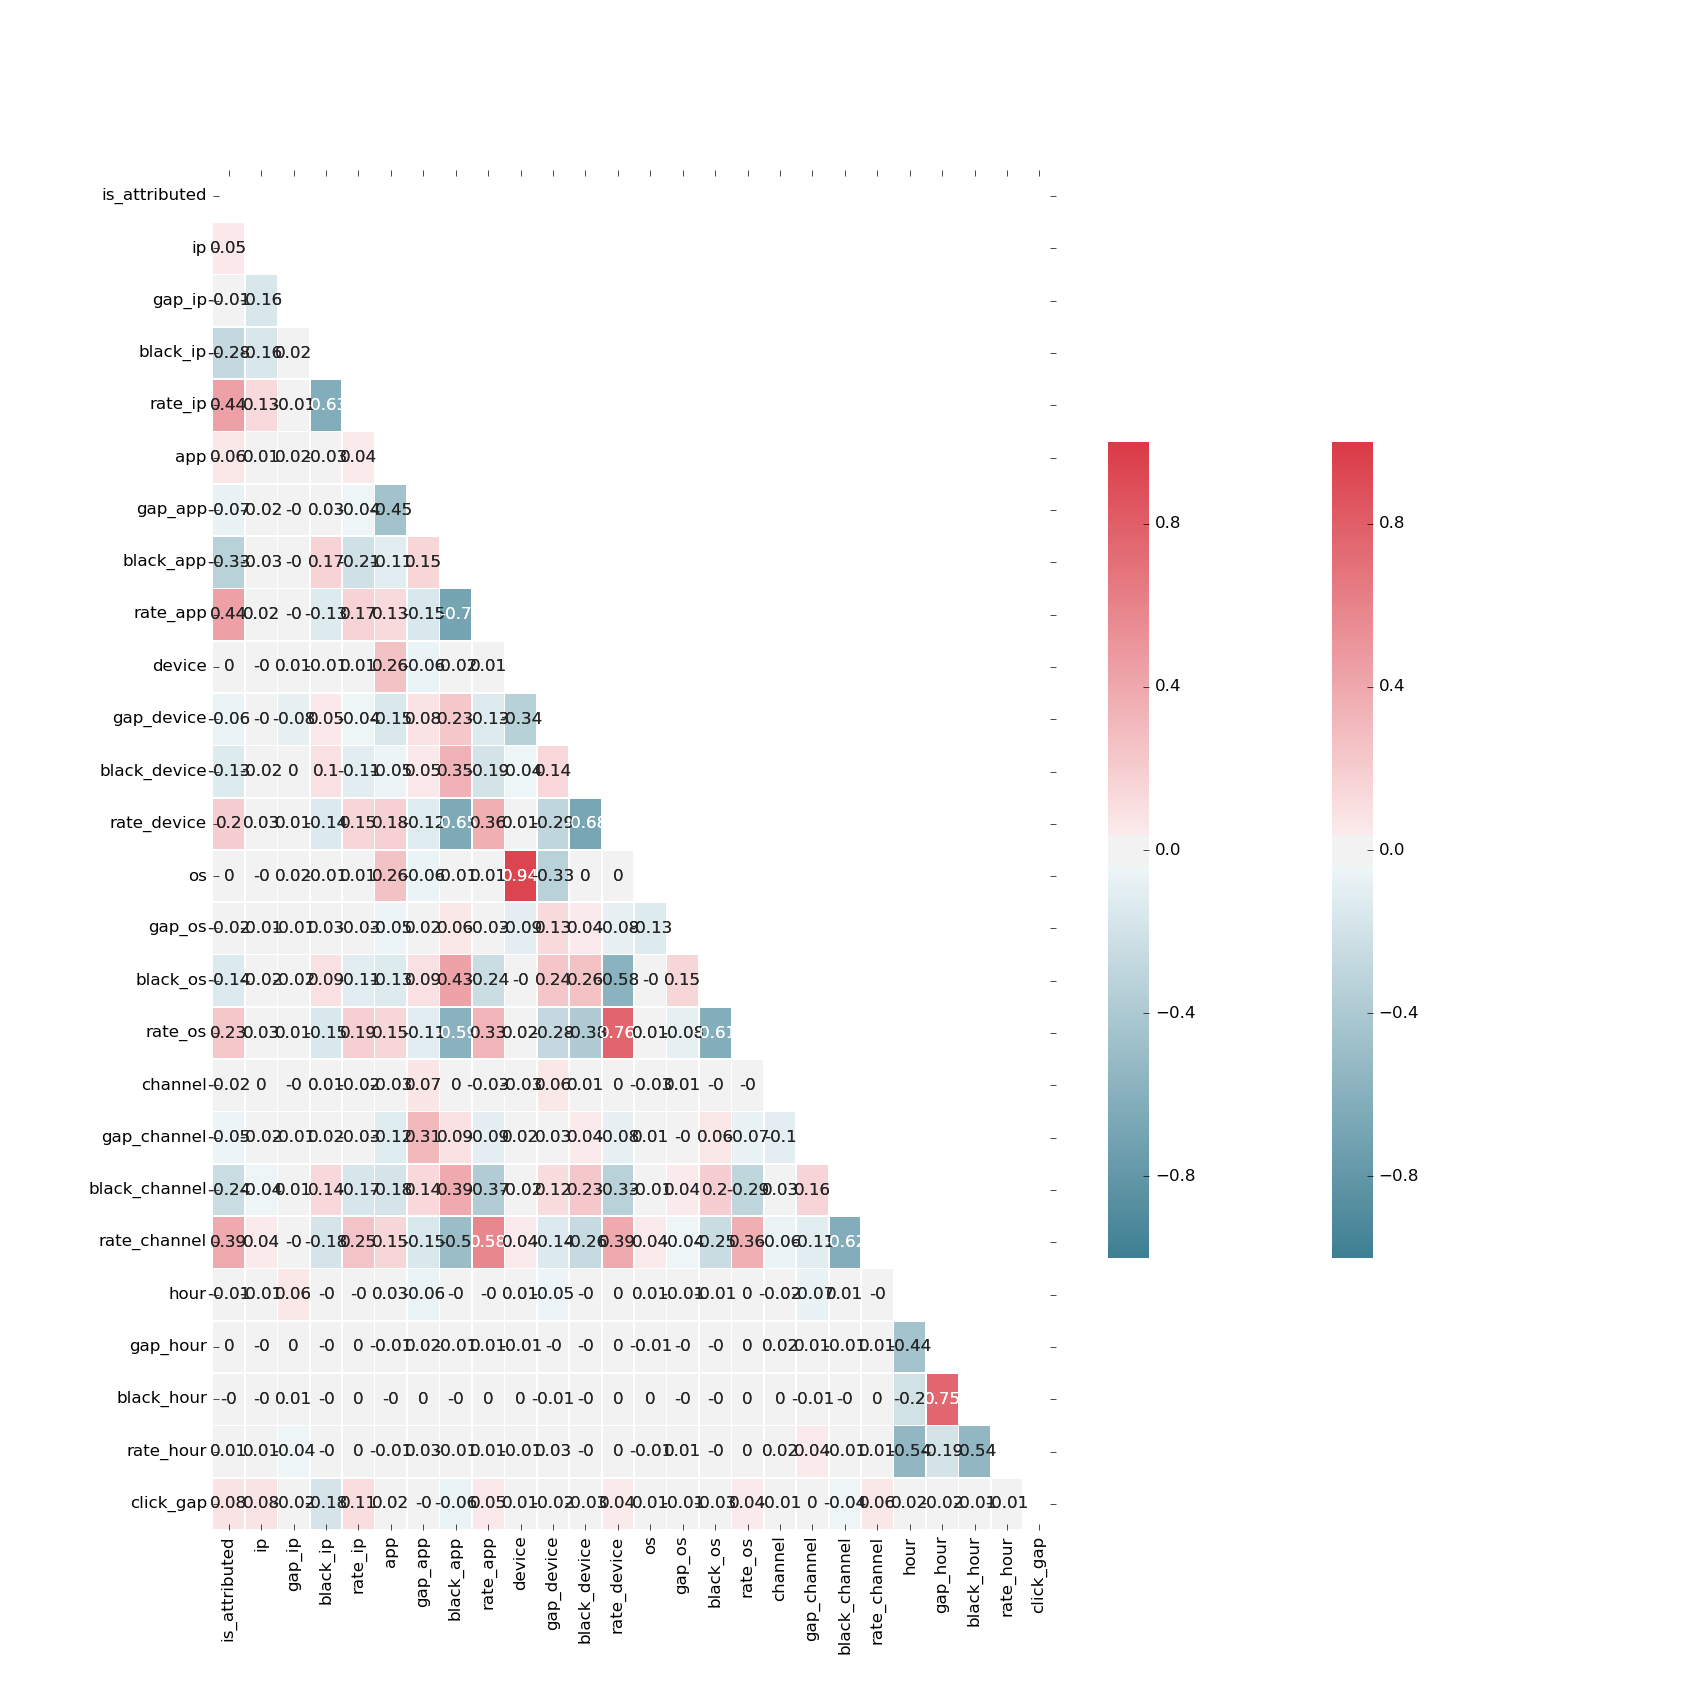 is_attributed
ip 0.05
gap_ip -0.01 -0.16
black_ip -0.28 -0.16 0.02
rate_ip 0.44 0.13 -0.01 -0.63
app 0.06 0.01 0.02 -0.03 0.04
gap_app -0.07 -0.02 -0 0.03 -0.04 -0.45
black_app -0.33 -0.03 -0 0.17 -0.21 -0.11 0.15
rate_app 0.44 0.02 -0 -0.13 0.17 0.13 -0.15 -0.7
device 0 -0 0.01 -0.01 0.01 0.26 -0.06 -0.02 0.01
gap_device -0.06 -0 -0.08 0.05 -0.04 -0.15 0.08 0.23 -0.13 -0.34
black_device -0.13 -0.02 0 0.1 -0.11 -0.05 0.05 0.35 -0.19 -0.04 0.14
rate_device 0.2 0.03 0.01 -0.14 0.15 0.18 -0.12 -0.65 0.36 0.01 -0.29 -0.68
os 0 -0 0.02 -0.01 0.01 0.26 -0.06 -0.01 0.01 0.94 -0.33 0 0
gap_os -0.02 -0.01 0.01 0.03 -0.03 -0.05 0.02 0.06 -0.03 -0.09 0.13 0.04 -0.08 -0.13
black_os -0.14 -0.02 -0.02 0.09 -0.11 -0.13 0.09 0.43 -0.24 -0 0.24 0.26 -0.58 -0 0.15
rate_os 0.23 0.03 0.01 -0.15 0.19 0.15 -0.11 -0.59 0.33 0.02 -0.28 -0.38 0.76 0.01 -0.08 -0.61
channel -0.02 0 -0 0.01 -0.02 -0.03 0.07 0 -0.03 -0.03 0.06 0.01 0 -0.03 0.01 -0 -0
gap_channel -0.05 -0.02 -0.01 0.02 -0.03 -0.12 0.31 0.09 -0.09 0.02 0.03 0.04 -0.08 0.01 -0 0.06 -0.07 -0.1
black_channel -0.24 -0.04 0.01 0.14 -0.17 -0.18 0.14 0.39 -0.37 -0.02 0.12 0.23 -0.33 -0.01 0.04 0.2 -0.29 0.03 0.16
rate_channel 0.39 0.04 -0 -0.18 0.25 0.15 -0.15 -0.5 0.58 0.04 -0.14 -0.26 0.39 0.04 -0.04 -0.25 0.36 -0.06 -0.11 -0.62
hour -0.01 -0.01 0.06 -0 -0 0.03 -0.06 -0 -0 0.01 -0.05 -0 0 0.01 -0.01 -0.01 0 -0.02 -0.07 0.01 -0
gap_hour 0 -0 0 -0 0 -0.01 0.02 -0.01 0.01 -0.01 -0 -0 0 -0.01 -0 -0 0 0.02 0.01 -0.01 0.01 -0.44
black_hour -0 -0 0.01 -0 0 -0 0 0 0 0 -0.01 -0 0 0 -0 -0 0 0 -0.01 -0 0 -0.2 0.75
rate_hour 0.01 0.01 -0.04 -0 0 -0.01 0.03 -0.01 0.01 -0.01 0.03 -0 0 -0.01 0.01 -0 0 0.02 0.04 -0.01 0.01 -0.54 -0.19 -0.54
click_gap 0.08 0.08 -0.02 -0.18 0.11 0.02 -0 -0.06 0.05 0.01 -0.02 -0.03 0.04 0.01 -0.01 -0.03 0.04 -0.01 0 -0.04 0.06 0.02 -0.02 -0.01 -0.01
is_attributed
ip
gap_ip
black_ip
rate_ip
app
gap_app
black_app
rate_app
device
gap_device
black_device
rate_device
os
gap_os
black_os
rate_os
channel
gap_channel
black_channel
rate_channel
hour
gap_hour
black_hour
rate_hour
click_gap
0.8
0.4
0.0
−0.4
−0.8
0.8
0.4
0.0
−0.4
−0.8